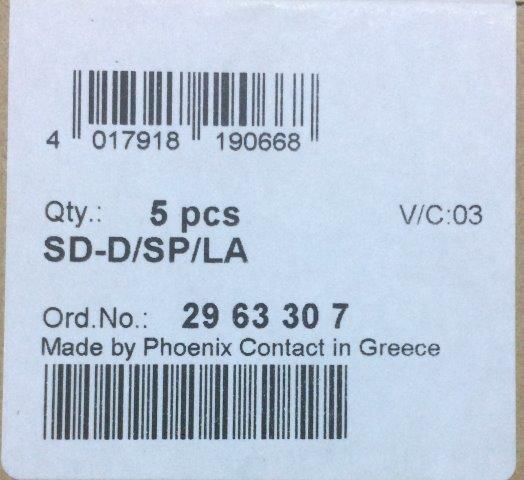 4 017918 190668
Qty.: 5 pcs V/C:03
SD-D/SP/LA
Ord.No.: 29 63 30 7
Made by Phoenix Contact in Greece